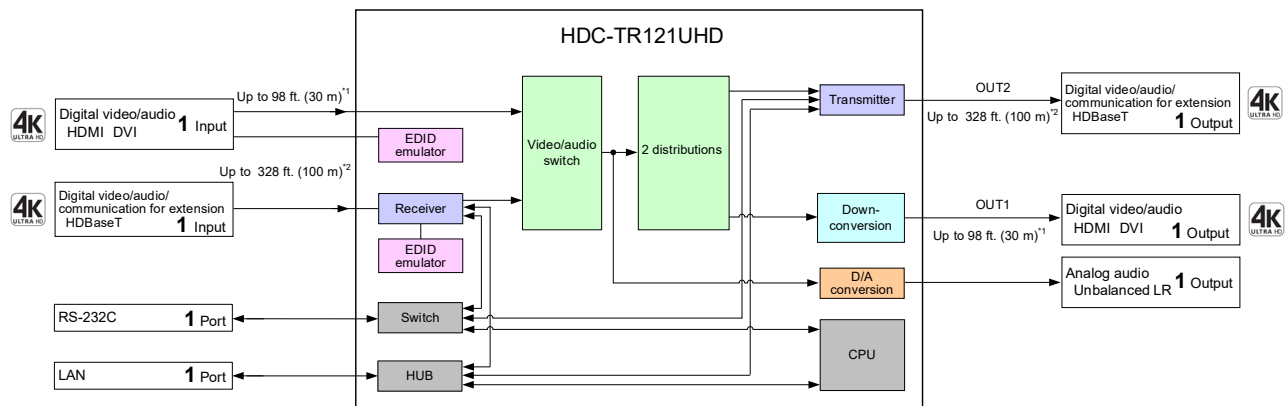 HDC-TR121UHD
4K
ULTRA HD
Digital video/audio
HDMI DVI 1 Input
Up to 98 ft. (30 m)*1
EDID
emulator
Up to 328 ft. (100 m)*2
4K
ULTRA HD
Digital video/audio/
communication for extension
HDBaseT
1 Input
Receiver
EDID
emulator
Video/audio
switch
2 distributions
Transmitter
OUT2
Up to 328 ft. (100 m)*2
Digital video/audio/
communication for extension
HDBaseT
1 Output
4K
ULTRA HD
Down-
conversion
OUT1
Up to 98 ft. (30 m)*1
Digital video/audio
HDMI DVI 1 Output
4K
ULTRA HD
D/A
conversion
Analog audio
Unbalanced LR 1 Output
RS-232C 1 Port
Switch
CPU
LAN 1 Port
HUB